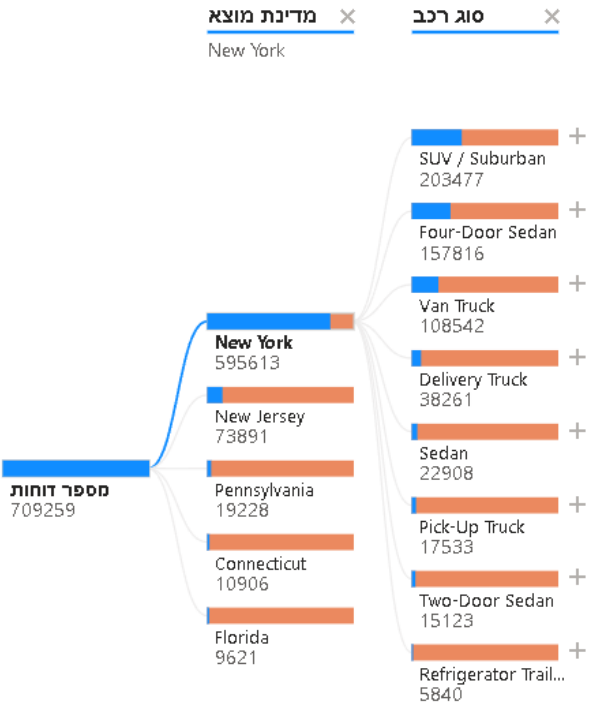 מדינת מוצא
סוג רכב
New York
מספר דוחות
709259
New York
595613
New Jersey
73891
Pennsylvania
19228
Connecticut
10906
Florida
9621
SUV / Suburban
203477
Four-Door Sedan
157816
Van Truck
108542
Delivery Truck
38261
Sedan
22908
Pick-Up Truck
17533
Two-Door Sedan
15123
Refrigerator Trail...
5840